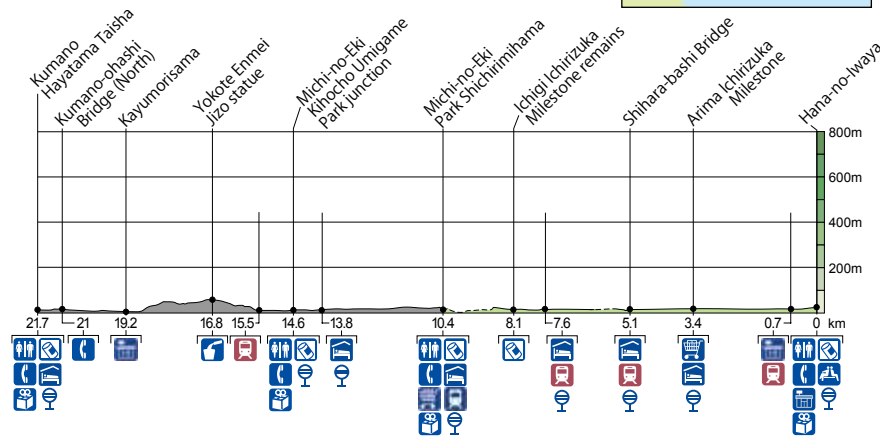 Kumano
Hayatama Taisha
Kumano-ohashi
Bridge (North)
Kayumorisama
Yokote Enmei
Jizo statue
Michi-no-Eki
Kihocho Umigame
Park junction
Michi-no-Eki
Park Shichirimihama
Ichigi Ichirizuka
Milestone remains
Shihara-bashi Bridge
Arima Ichirizuka
Milestone
Hana-no-Iwaya
800m
600m
400m
200m
21.7 21 19.2 16.8 15.5 14.6 13.8 10.4 8.1 7.6 5.1 3.4 0.7 0 km